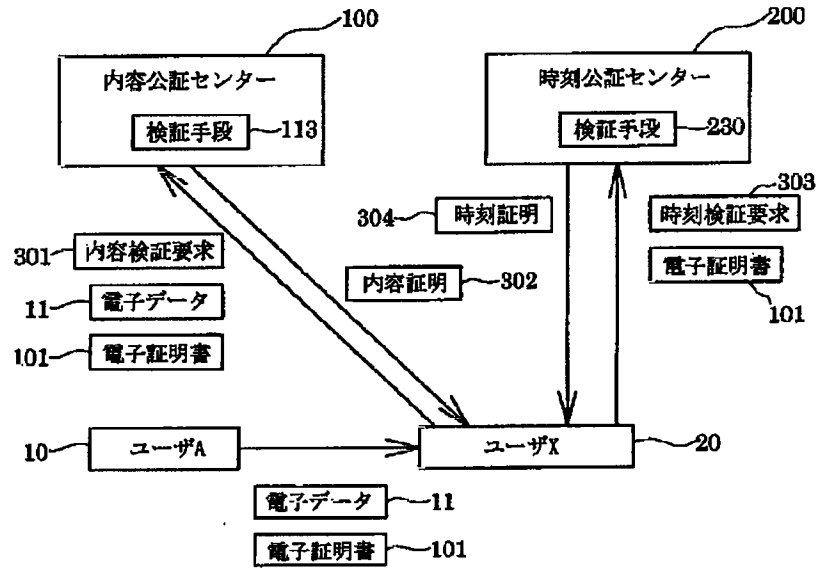 100
200
内容公証センター
検証手段
113
時刻公証センター
検証手段
230
303
304
時刻証明
時刻検証要求
301
内容検証要求
内容証明
302
電子証明書
101
11
電子データ
101
電子証明書
10
ユーザA
ユーザX
20
電子データ
11
電子証明書
101